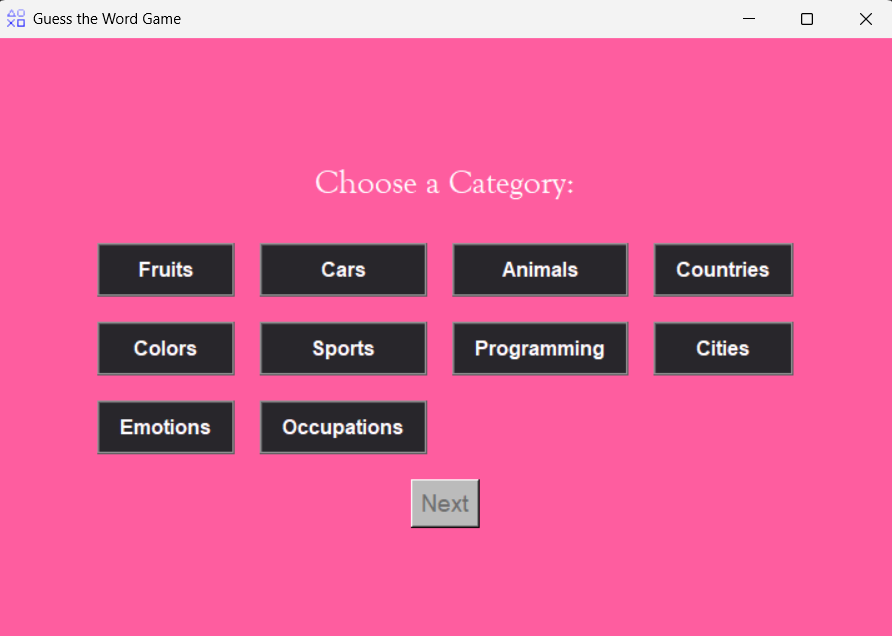 Guess the Word Game
Choose a Category:
Fruits Cars Animals Countries
Colors Sports Programming Cities
Emotions Occupations
Next